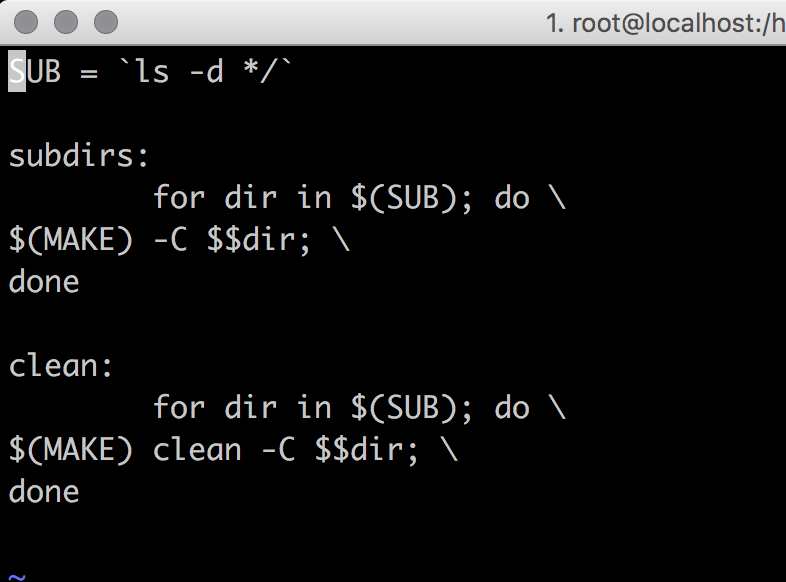 1. root@localhost:/h
SUB = `ls -d */`
subdirs:
        for dir in $(SUB); do \
$(MAKE) -C $$dir; \
done
clean:
        for dir in $(SUB); do \
$(MAKE) clean -C $$dir; \
done
~